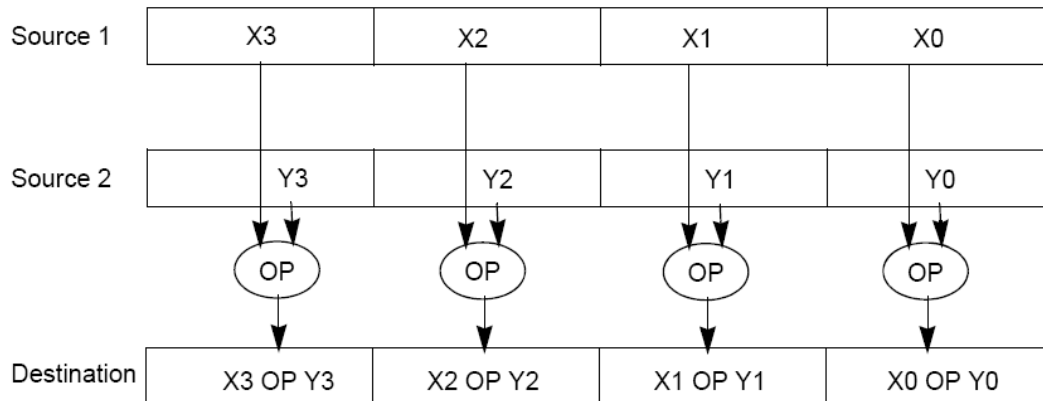 Source 1 X3 X2 X1 X0
Source 2 Y3 Y2 Y1 Y0
OP OP OP OP
Destination X3 OP Y3 X2 OP Y2 X1 OP Y1 X0 OP Y0